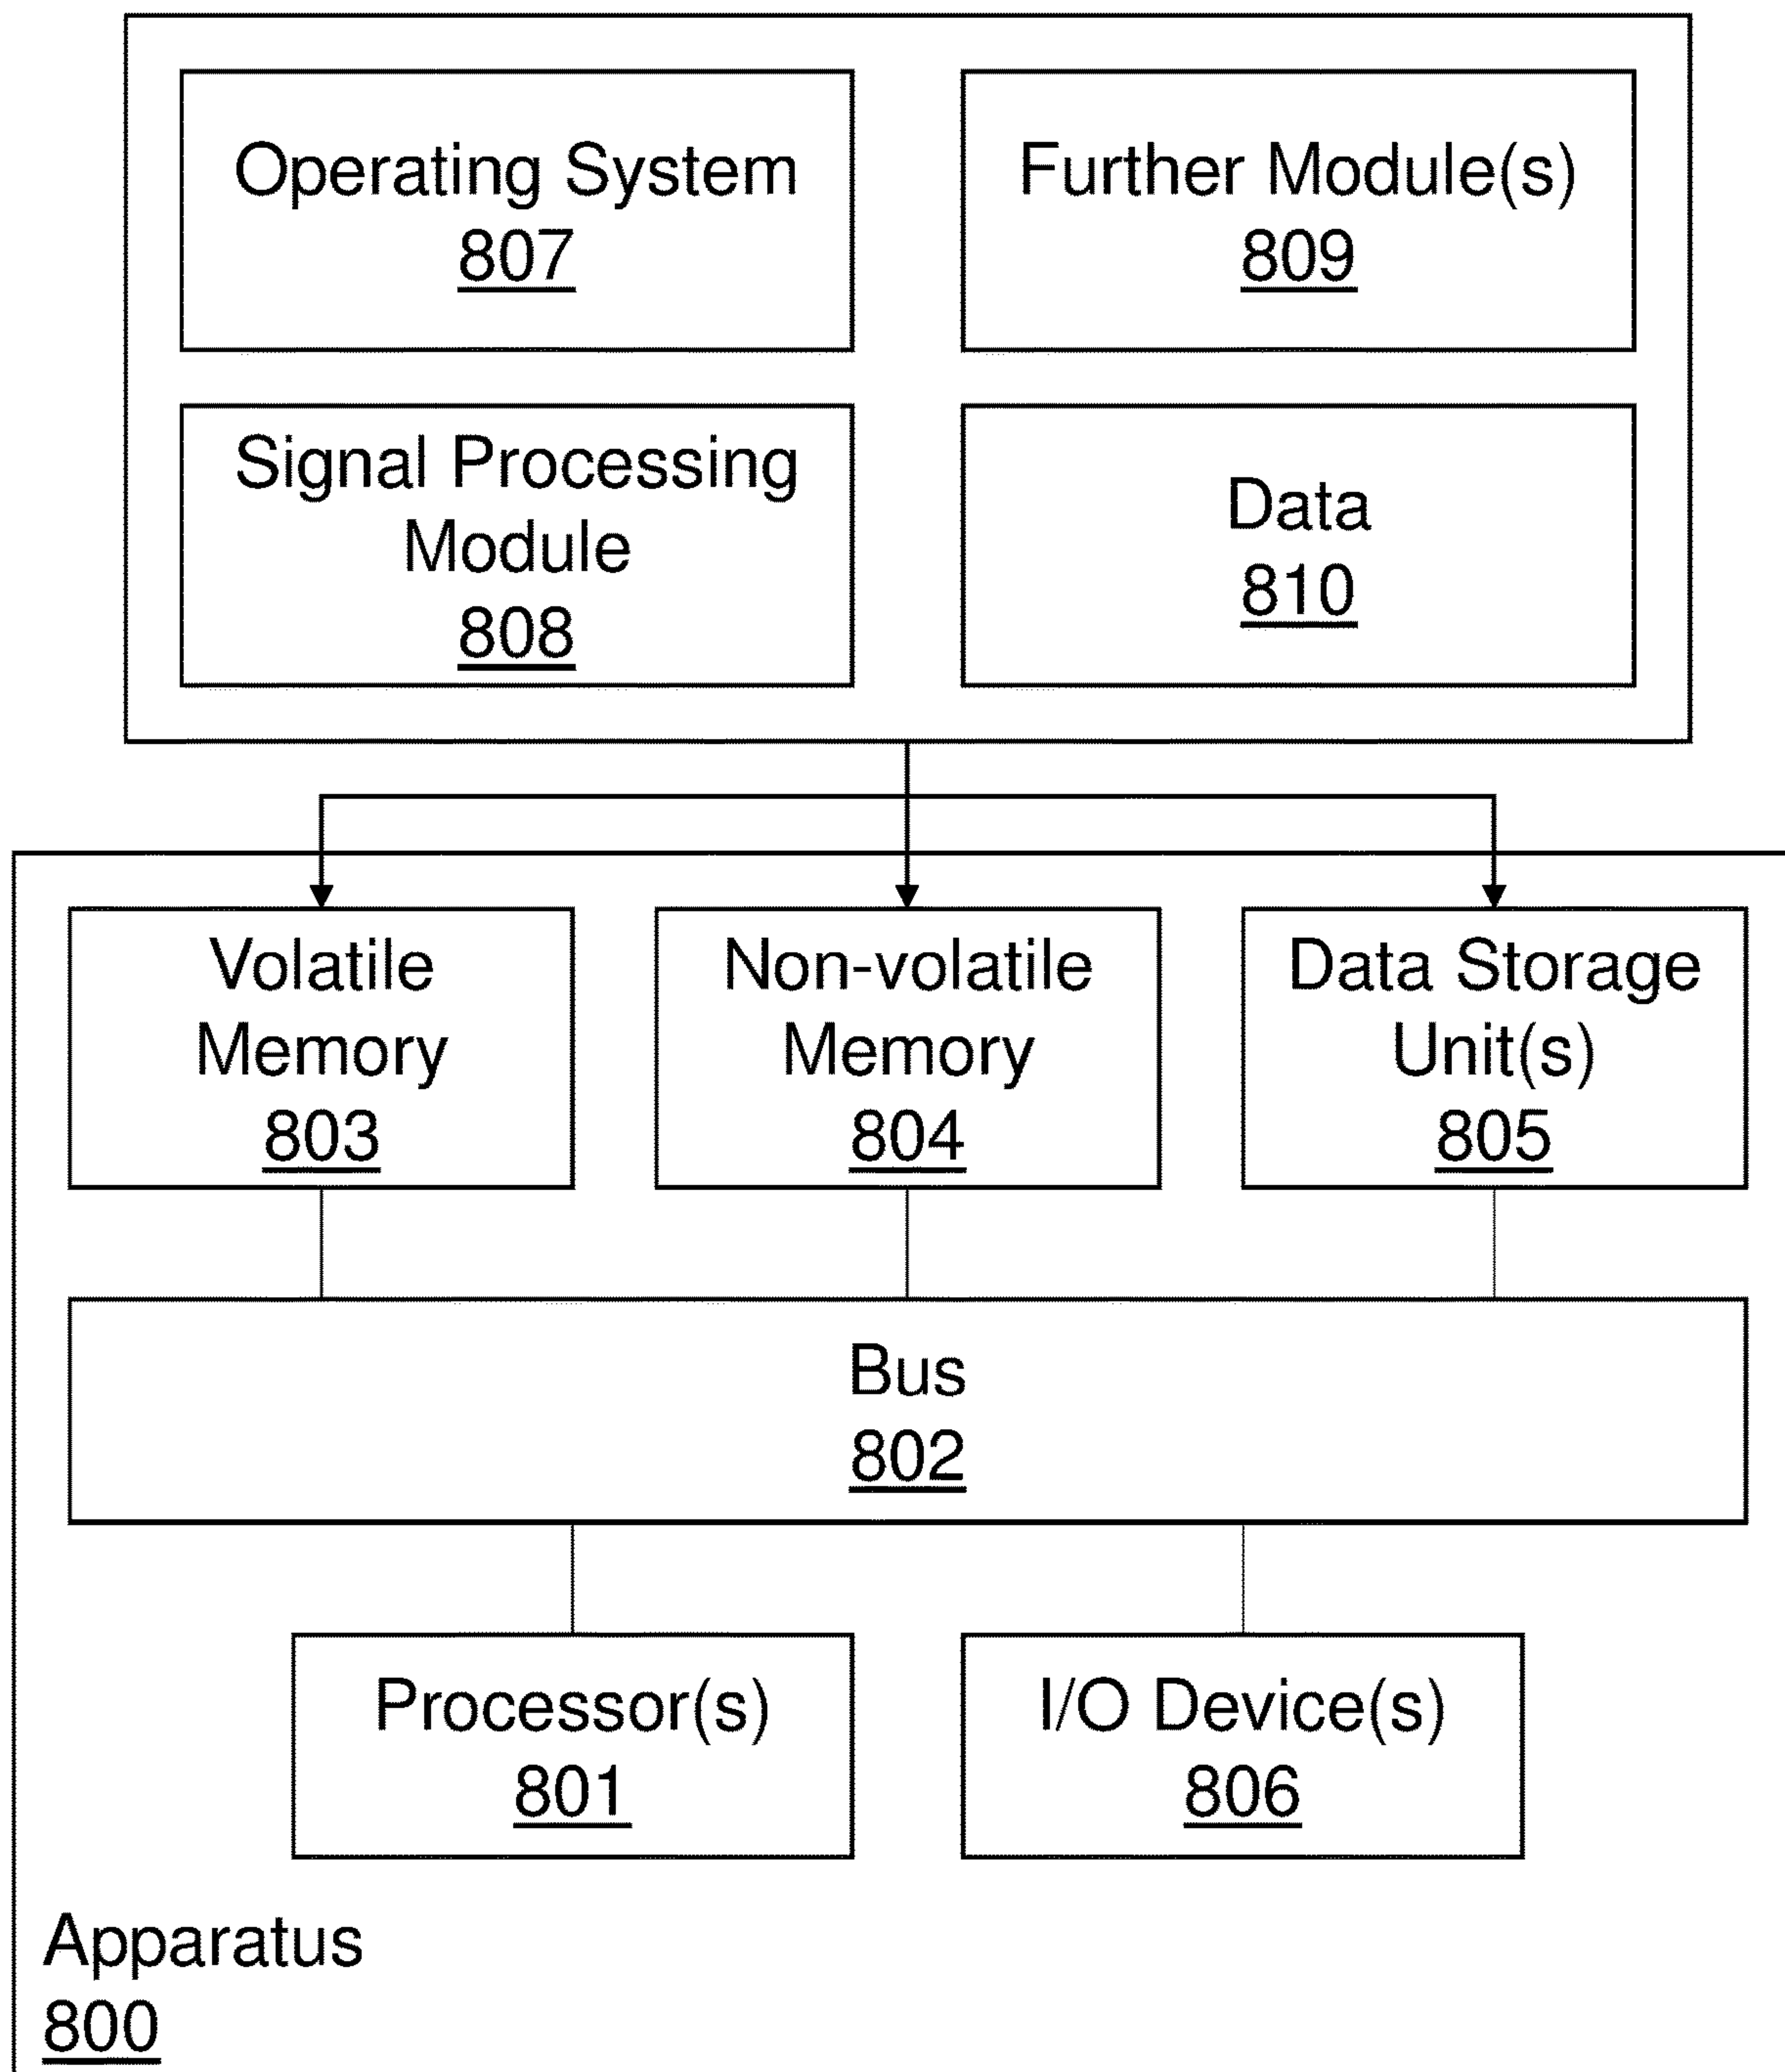 Operating System
807
Further Module(s)
809
Signal Processing
Module
808
Data
810
Volatile
Memory
803
Non-volatile
Memory
804
Data Storage
Unit(s)
805
Bus
802
Processor(s)
801
I/O Device(s)
806
Apparatus
800